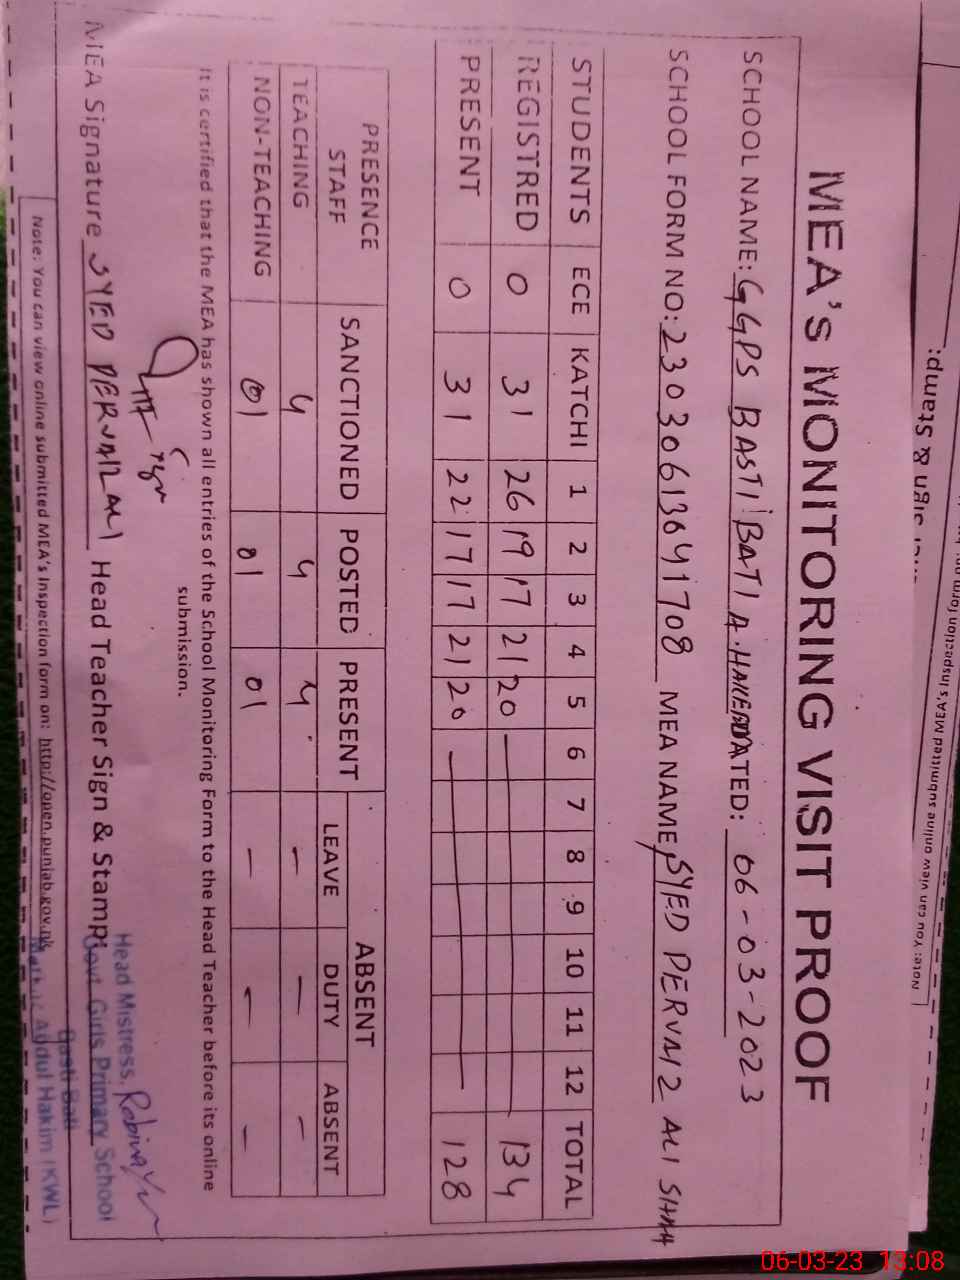 MEA'S MONITORING VISIT PROOF
SCHOOL NAME: GGPS BASTI BATI A. HAKEEM DATED: 06-03-2023
SCHOOL FORM NO: 23030613641708 MEA NAME SYED PERVAIZ ALI SHAH
STUDENTS ECE KATCHI 1 2 3 4 5 6 7 8 9 10 11 12 TOTAL
REGISTRED 0 31 26 19 17 21 20 — 134
PRESENT 0 31 22 17 17 21 20 — 128
PRESENCE STAFF SANCTIONED POSTED PRESENT ABSENT
LEAVE DUTY ABSENT
TEACHING 4 4 4 — — —
NON-TEACHING 01 01 01 — — —
It is certified that the MEA has shown all entries of the School Monitoring Form to the Head Teacher before its online
submission.
MEA Signature SYED PERVAIZ ALI Head Teacher Sign & Stamp:
Robina
Head Mistress,
Govt Girls Primary School
Basti Bati
Abdul Hakim (KWL)
Note: You can view online submitted MEA's Inspection form on: http://open.punjab.gov.pk
Sign & Stamp:
Note: You can view online submitted MEA's Inspection form on:
06-03-23 13:08